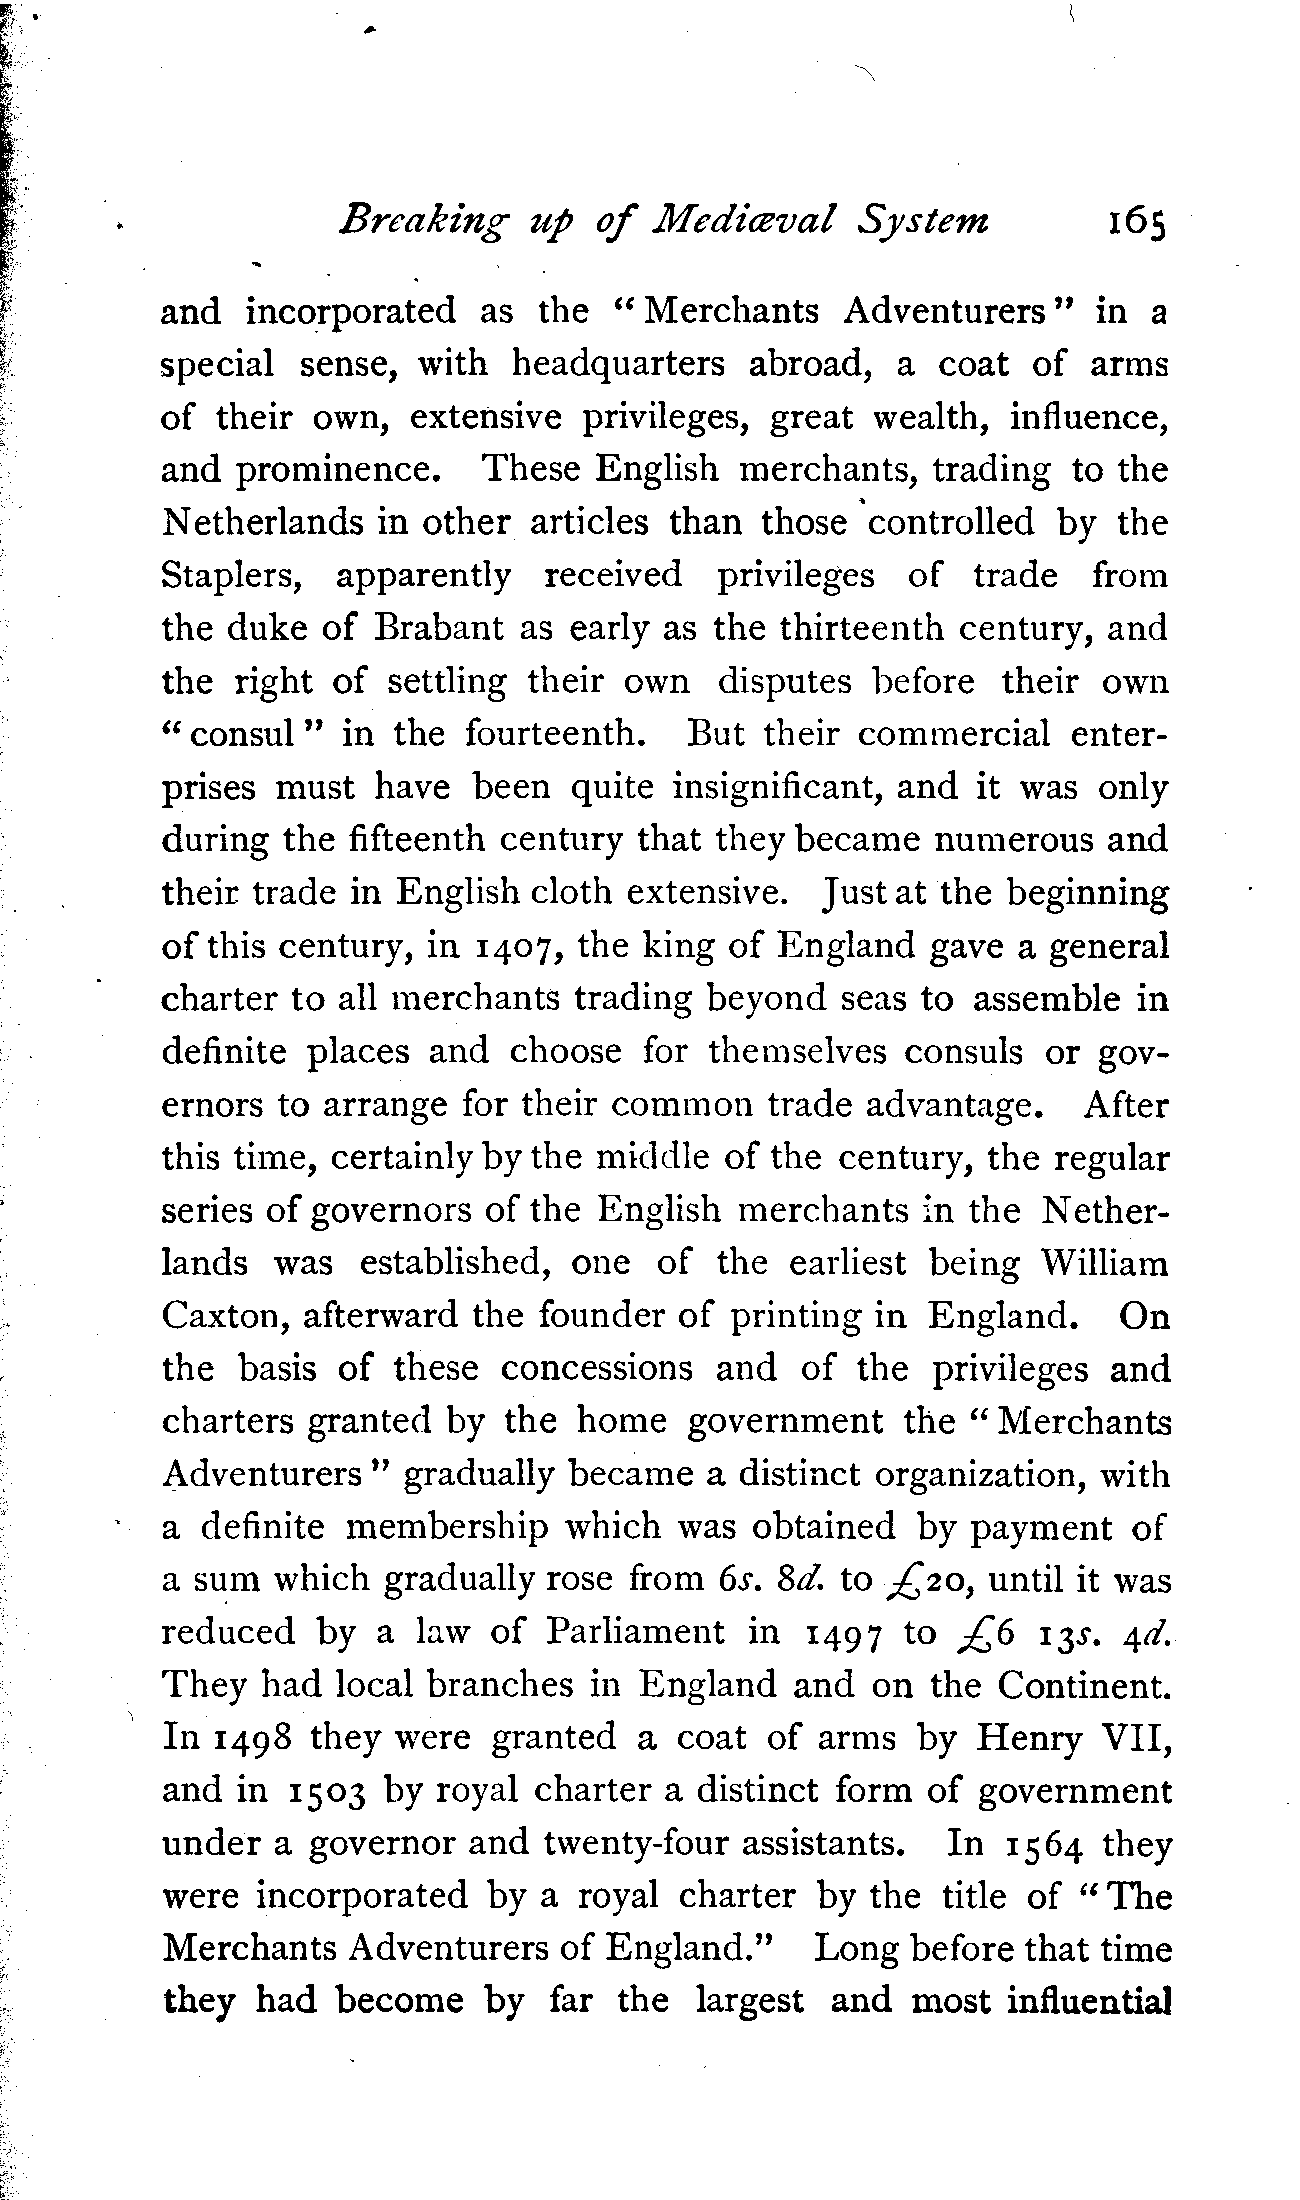 Breaking up of Mediæval System 165
and incorporated as the “Merchants Adventurers” in a
special sense, with headquarters abroad, a coat of arms
of their own, extensive privileges, great wealth, influence,
and prominence. These English merchants, trading to the
Netherlands in other articles than those controlled by the
Staplers, apparently received privileges of trade from
the duke of Brabant as early as the thirteenth century, and
the right of settling their own disputes before their own
“consul” in the fourteenth. But their commercial enter-
prises must have been quite insignificant, and it was only
during the fifteenth century that they became numerous and
their trade in English cloth extensive. Just at the beginning
of this century, in 1407, the king of England gave a general
charter to all merchants trading beyond seas to assemble in
definite places and choose for themselves consuls or gov-
ernors to arrange for their common trade advantage. After
this time, certainly by the middle of the century, the regular
series of governors of the English merchants in the Nether-
lands was established, one of the earliest being William
Caxton, afterward the founder of printing in England. On
the basis of these concessions and of the privileges and
charters granted by the home government the “Merchants
Adventurers” gradually became a distinct organization, with
a definite membership which was obtained by payment of
a sum which gradually rose from 6s. 8d. to £20, until it was
reduced by a law of Parliament in 1497 to £6 13s. 4d.
They had local branches in England and on the Continent.
In 1498 they were granted a coat of arms by Henry VII,
and in 1503 by royal charter a distinct form of government
under a governor and twenty-four assistants. In 1564 they
were incorporated by a royal charter by the title of “The
Merchants Adventurers of England.” Long before that time
they had become by far the largest and most influential